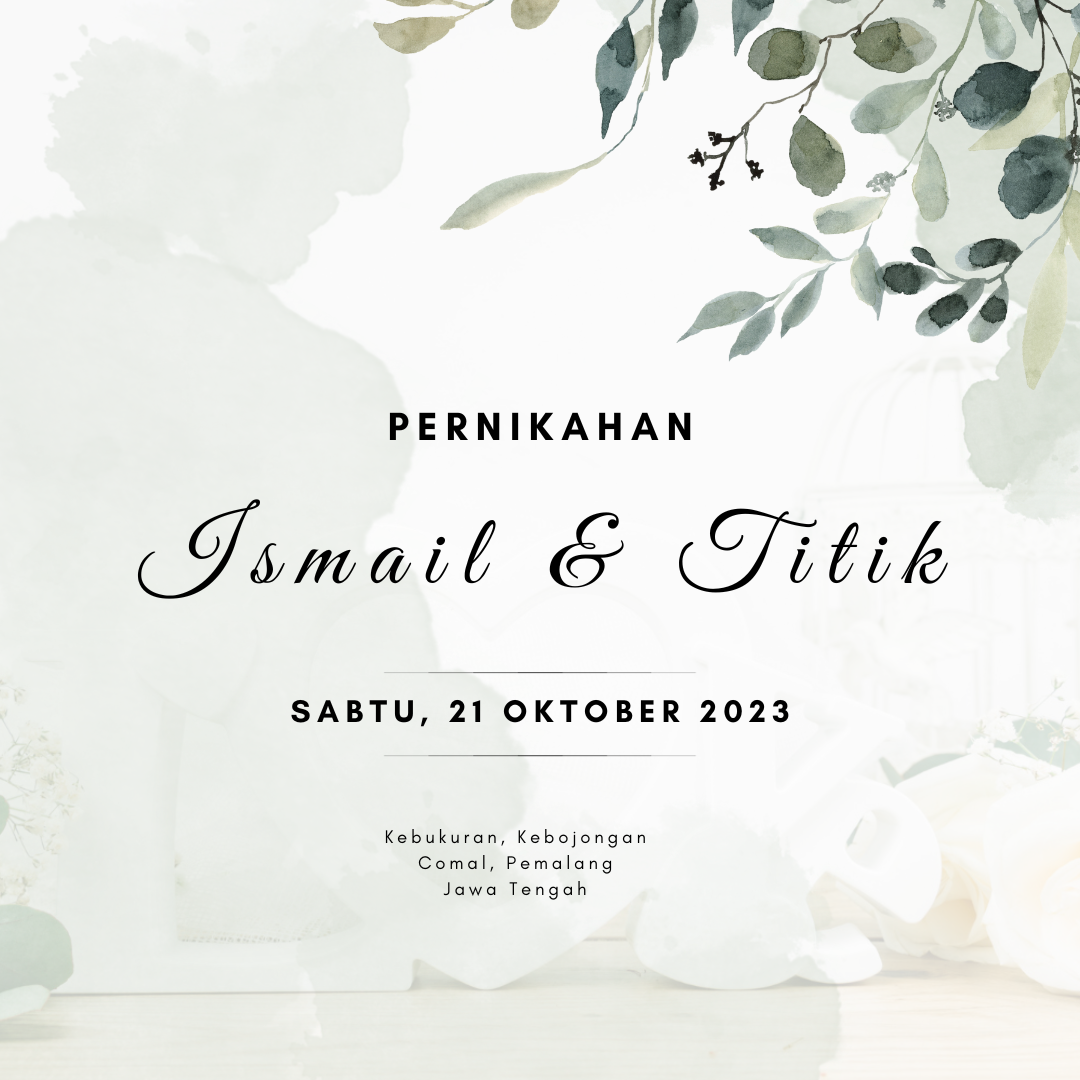 PERNIKAHAN
Ismail & Titik
SABTU, 21 OKTOBER 2023
Kebukuran, Kebojongan
Comal, Pemalang
Jawa Tengah